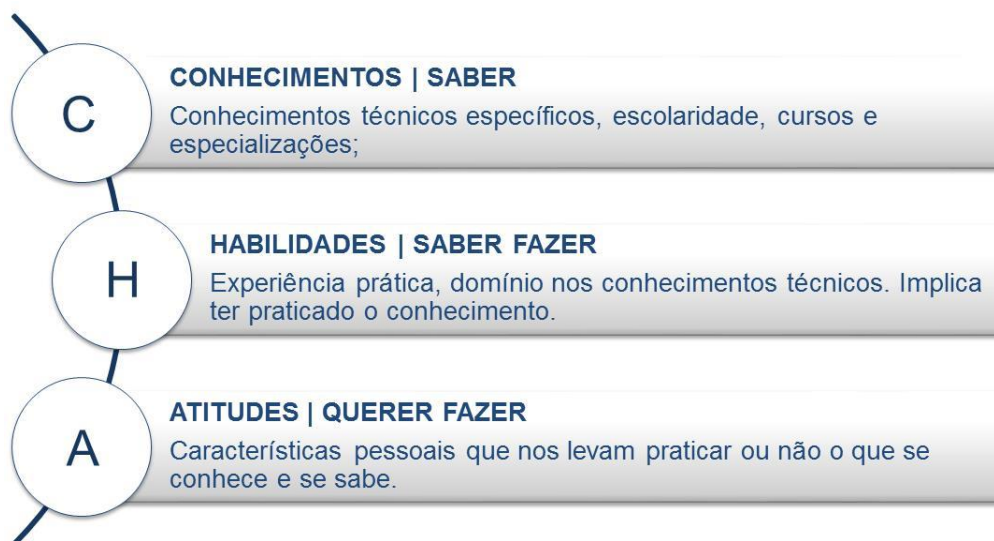 C
CONHECIMENTOS | SABER
Conhecimentos técnicos específicos, escolaridade, cursos e
especializações;
H
HABILIDADES | SABER FAZER
Experiência prática, domínio nos conhecimentos técnicos. Implica
ter praticado o conhecimento.
A
ATITUDES | QUERER FAZER
Características pessoais que nos levam praticar ou não o que se
conhece e se sabe.